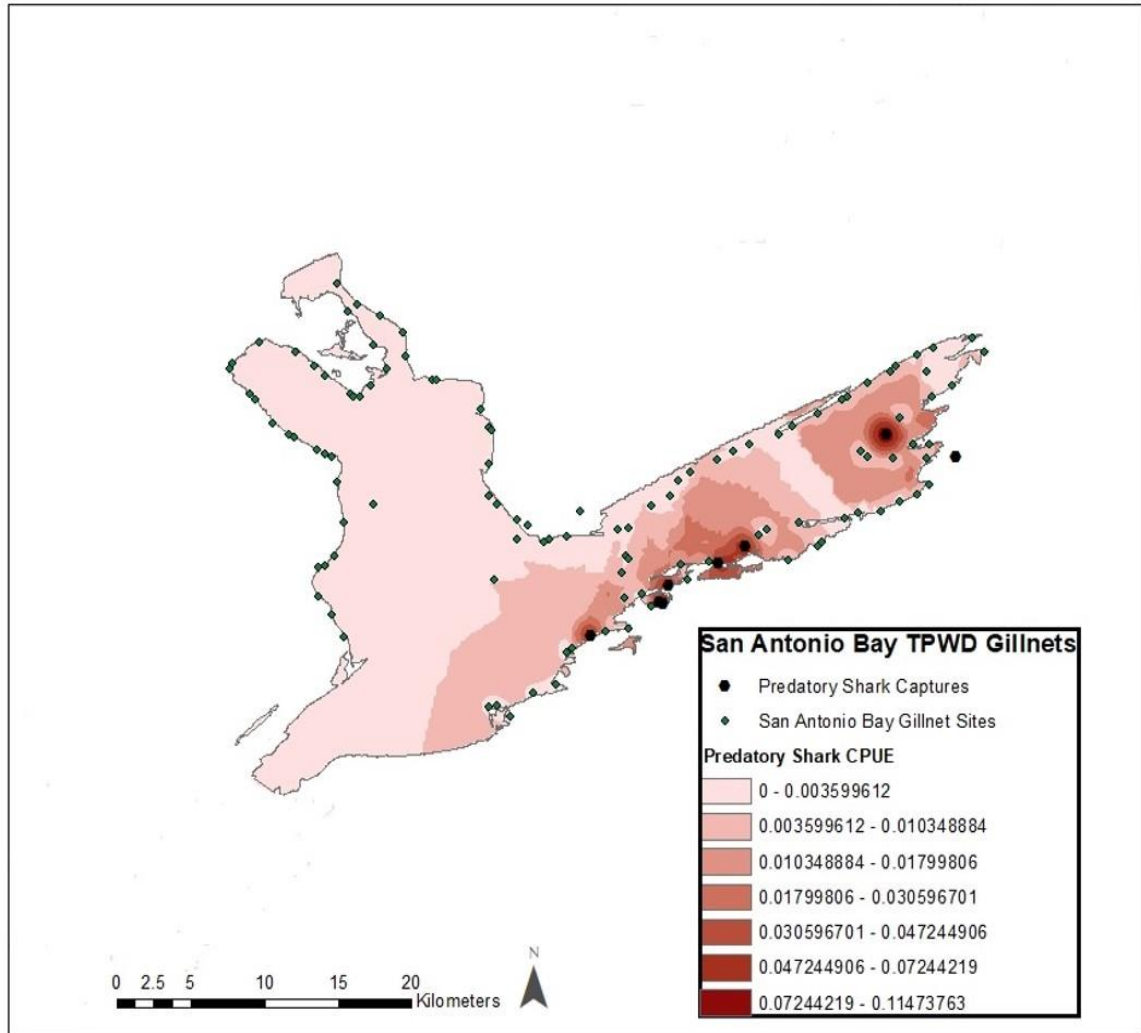 San Antonio Bay TPWD Gillnets
Predatory Shark Captures
San Antonio Bay Gillnet Sites
Predatory Shark CPUE
0 - 0.003599612
0.003599612 - 0.010348884
0.010348884 - 0.01799806
0.01799806 - 0.030596701
0.030596701 - 0.047244906
0.047244906 - 0.07244219
0.07244219 - 0.11473763
N
0 2.5 5 10 15 20
Kilometers